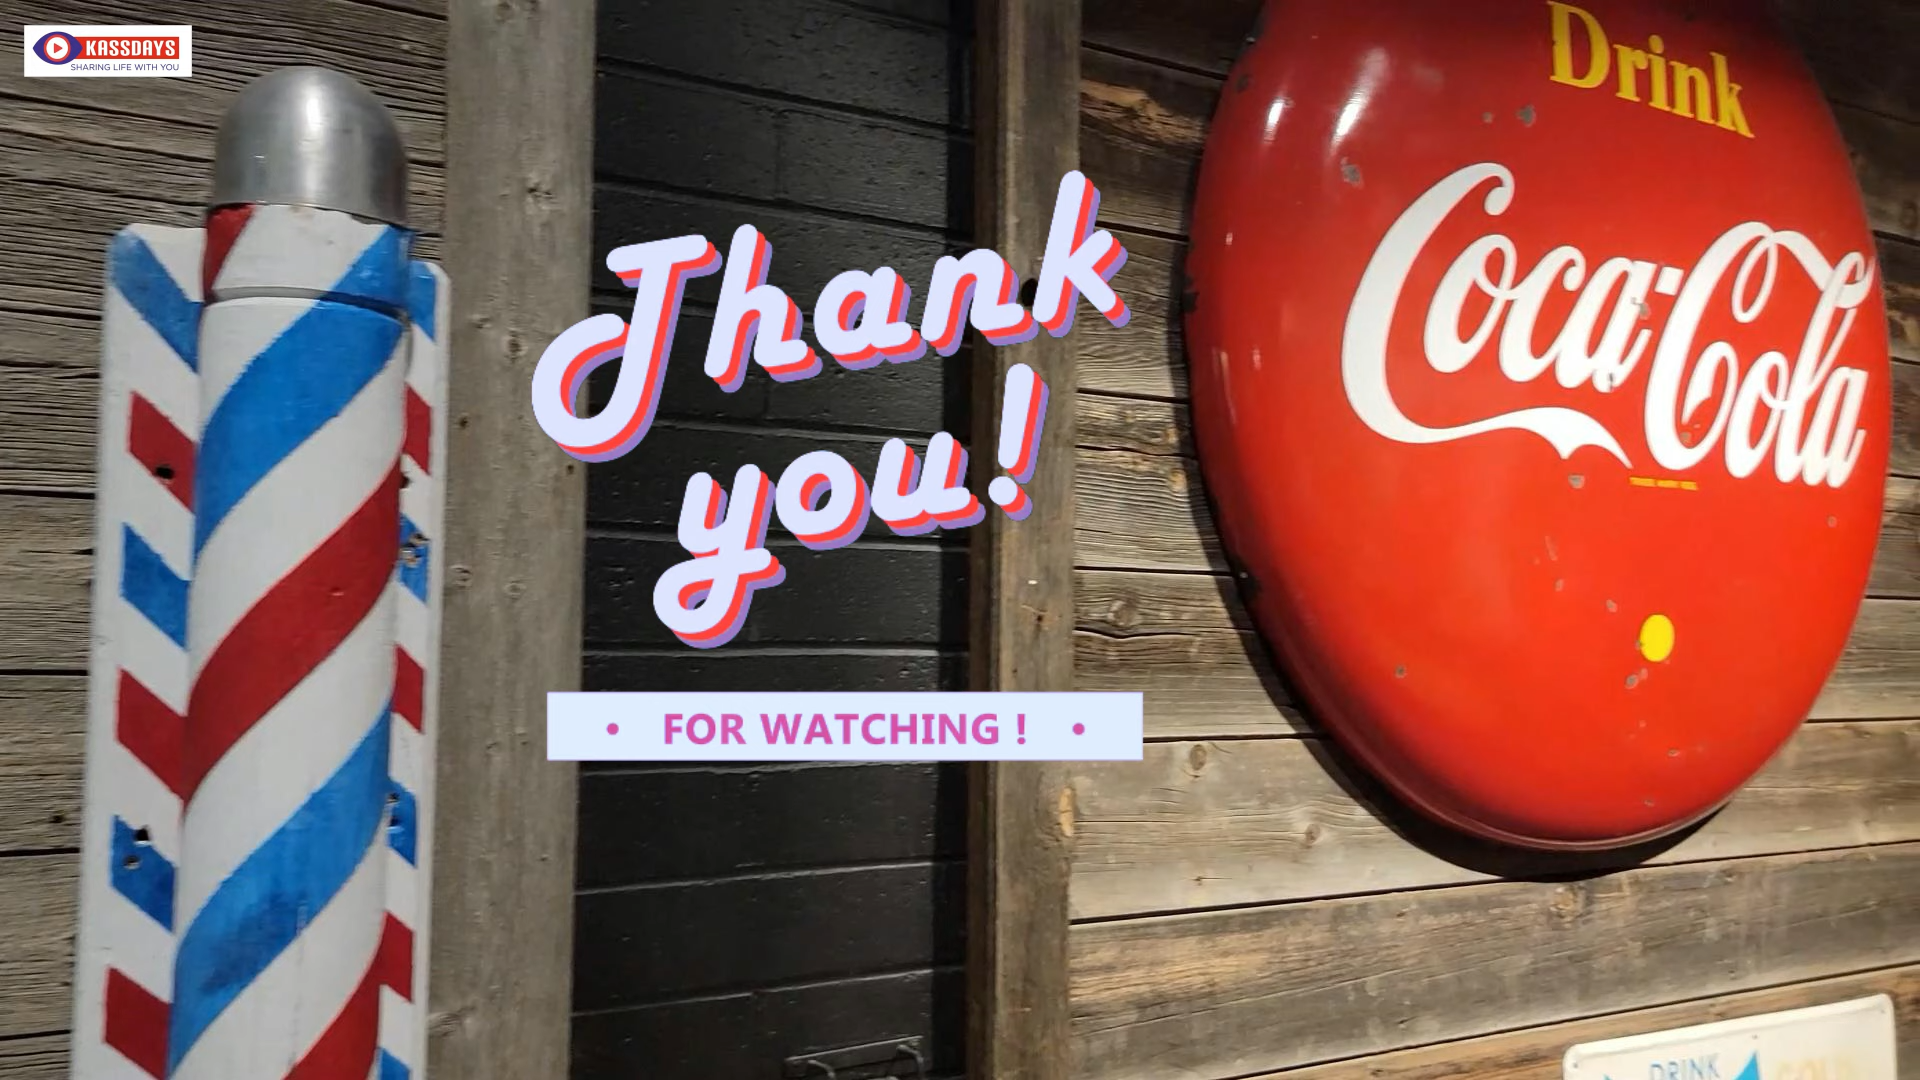 KASSDAYS
SHARING LIFE WITH YOU
Drink
Coca-Cola
Thank
you!
• FOR WATCHING ! •
DRINK